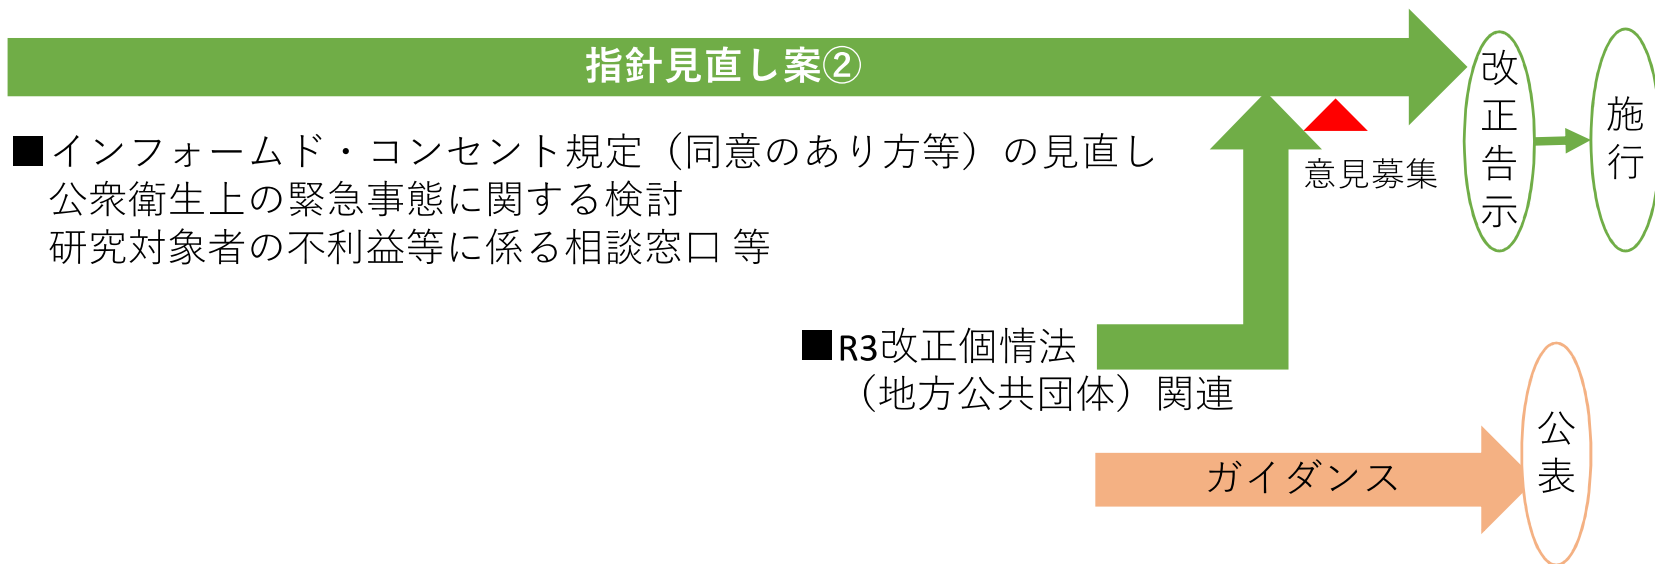 指針見直し案②
■インフォームド・コンセント規定（同意のあり方等）の見直し
公衆衛生上の緊急事態に関する検討
研究対象者の不利益等に係る相談窓口 等
意見募集
改正告示
施行
■R3改正個情法
（地方公共団体）関連
ガイダンス
公表